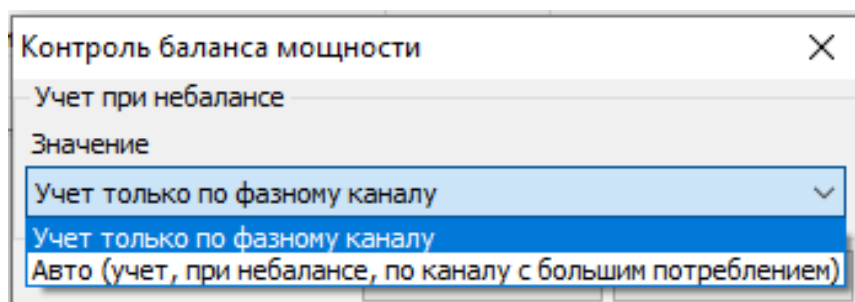 Контроль баланса мощности
Учет при небалансе
Значение
Учет только по фазному каналу
Учет только по фазному каналу
Авто (учет, при небалансе, по каналу с большим потреблением)